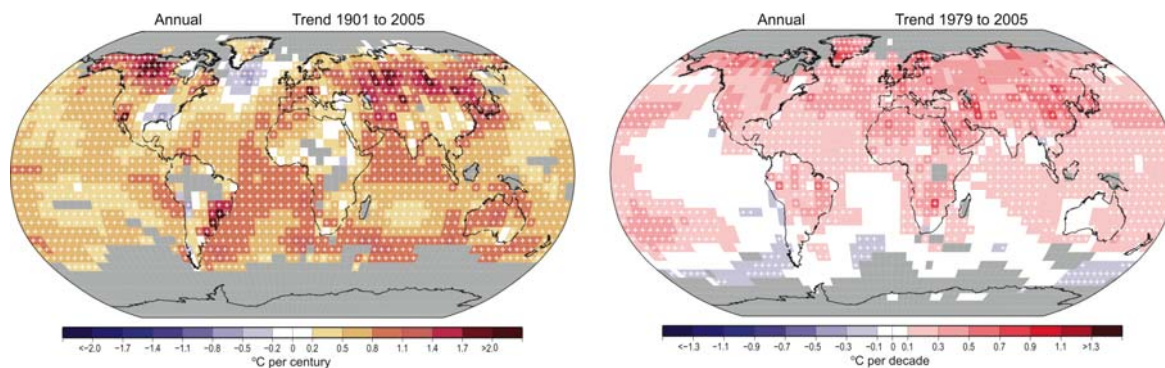 Annual Trend 1901 to 2005
<-2.0 -1.7 -1.4 -1.1 -0.8 -0.5 -0.2 0 0.2 0.5 0.8 1.1 1.4 1.7 >2.0
°C per century
Annual Trend 1979 to 2005
<-1.3 -1.1 -0.9 -0.7 -0.5 -0.3 -0.1 0 0.1 0.3 0.5 0.7 0.9 1.1 >1.3
°C per decade